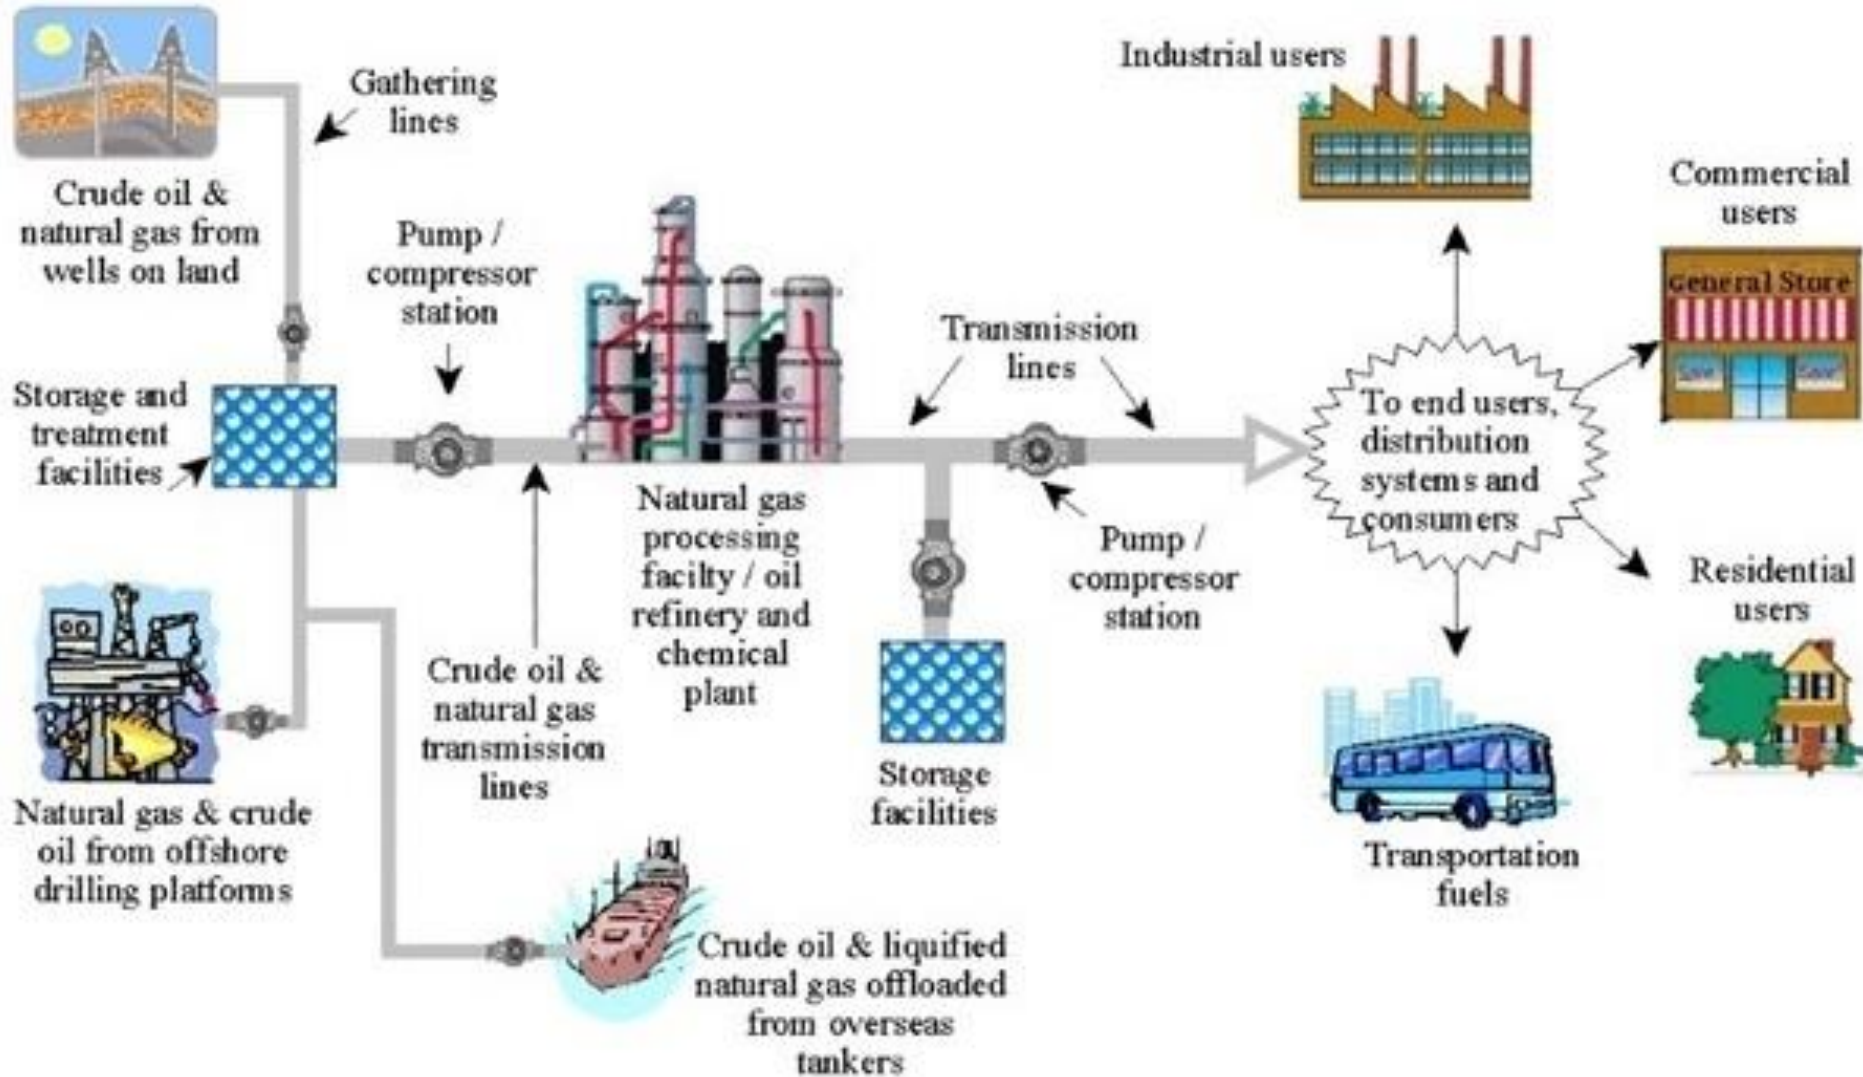 Gathering
lines
Crude oil &
natural gas from
wells on land
Pump /
compressor
station
Storage and
treatment
facilities
Natural gas & crude
oil from offshore
drilling platforms
Crude oil &
natural gas
transmission
lines
Natural gas
processing
facilty / oil
refinery and
chemical
plant
Crude oil & liquified
natural gas offloaded
from overseas
tankers
Transmission
lines
Storage
facilities
Pump /
compressor
station
To end users,
distribution
systems and
consumers
Industrial users
Commercial
users
General Store
Residential
users
Transportation
fuels